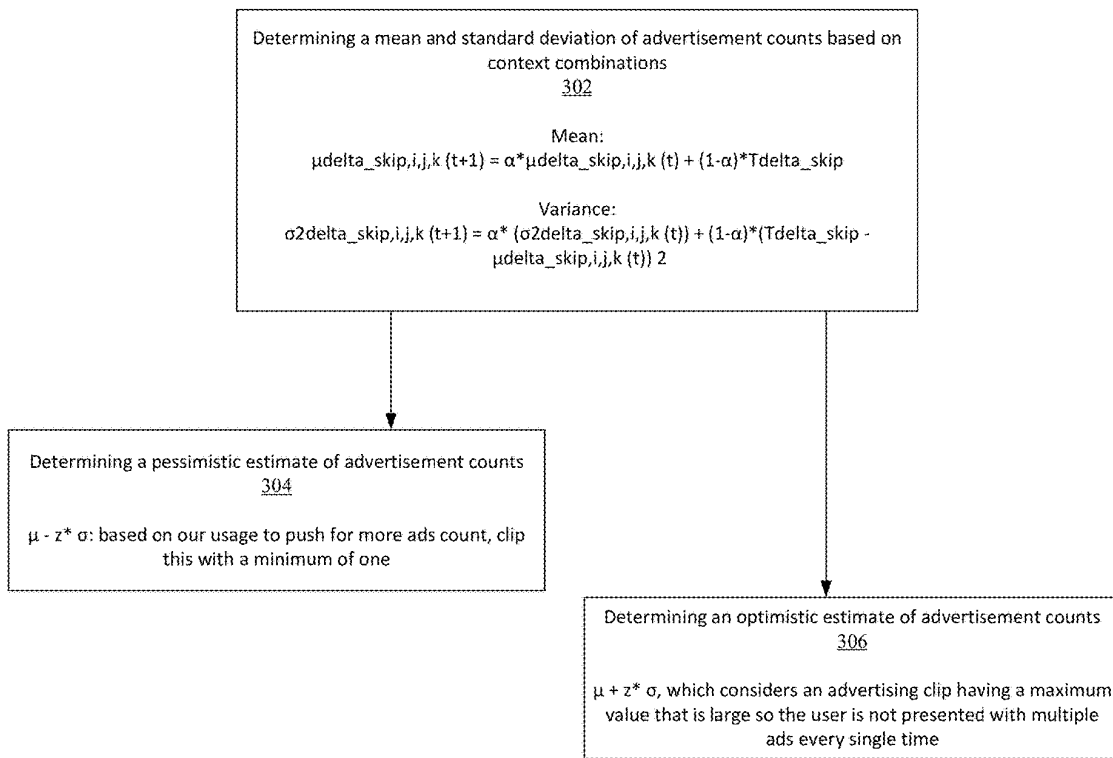 Determining a mean and standard deviation of advertisement counts based on
context combinations
302
Mean:
μdelta_skip,i,j,k (t+1) = α*μdelta_skip,i,j,k (t) + (1-α)*Tdelta_skip
Variance:
σ2delta_skip,i,j,k (t+1) = α* (σ2delta_skip,i,j,k (t)) + (1-α)*(Tdelta_skip -
μdelta_skip,i,j,k (t)) 2
Determining a pessimistic estimate of advertisement counts
304
μ - z* σ: based on our usage to push for more ads count, clip
this with a minimum of one
Determining an optimistic estimate of advertisement counts
306
μ + z* σ, which considers an advertising clip having a maximum
value that is large so the user is not presented with multiple
ads every single time